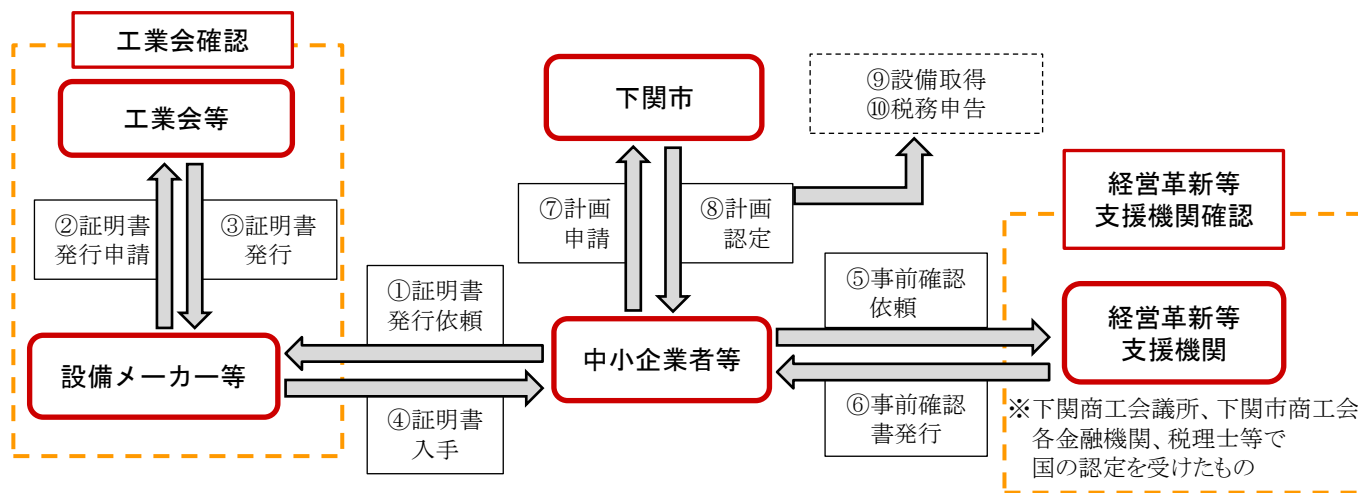 工業会確認
工業会等
②証明書
発行申請
③証明書
発行
設備メーカー等
①証明書
発行依頼
④証明書
入手
下関市
⑦計画
申請
⑧計画
認定
中小企業者等
⑨設備取得
⑩税務申告
⑤事前確認
依頼
⑥事前確認
書発行
経営革新等
支援機関確認
経営革新等
支援機関
※下関商工会議所、下関市商工会
各金融機関、税理士等で
国の認定を受けたもの